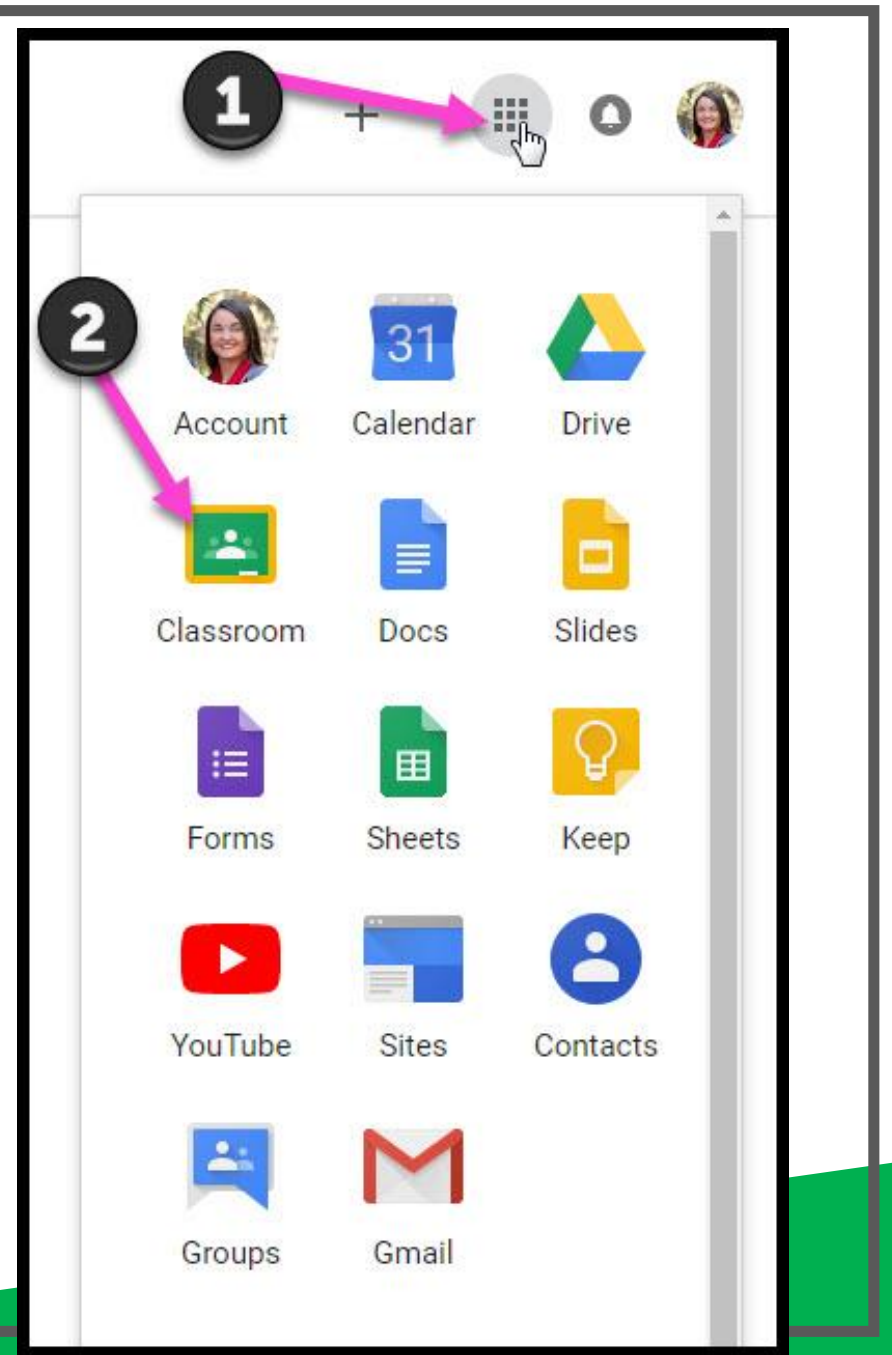 1
2
31
Account Calendar Drive
Classroom Docs Slides
Forms Sheets Keep
YouTube Sites Contacts
Groups Gmail